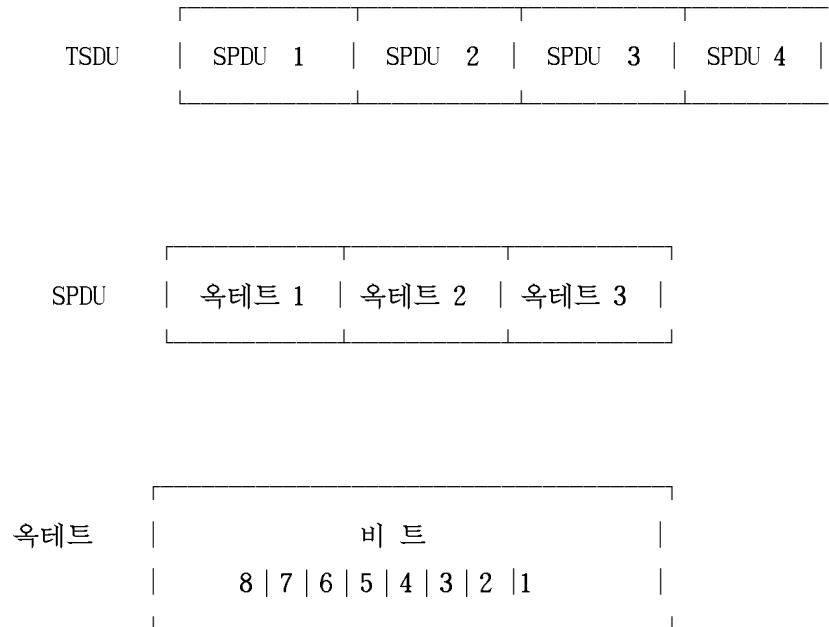 TSDU | SPDU 1 | SPDU 2 | SPDU 3 | SPDU 4 |
SPDU | 옥테트 1 | 옥테트 2 | 옥테트 3 |
옥테트 | 비 트 |
| 8 | 7 | 6 | 5 | 4 | 3 | 2 | 1 |